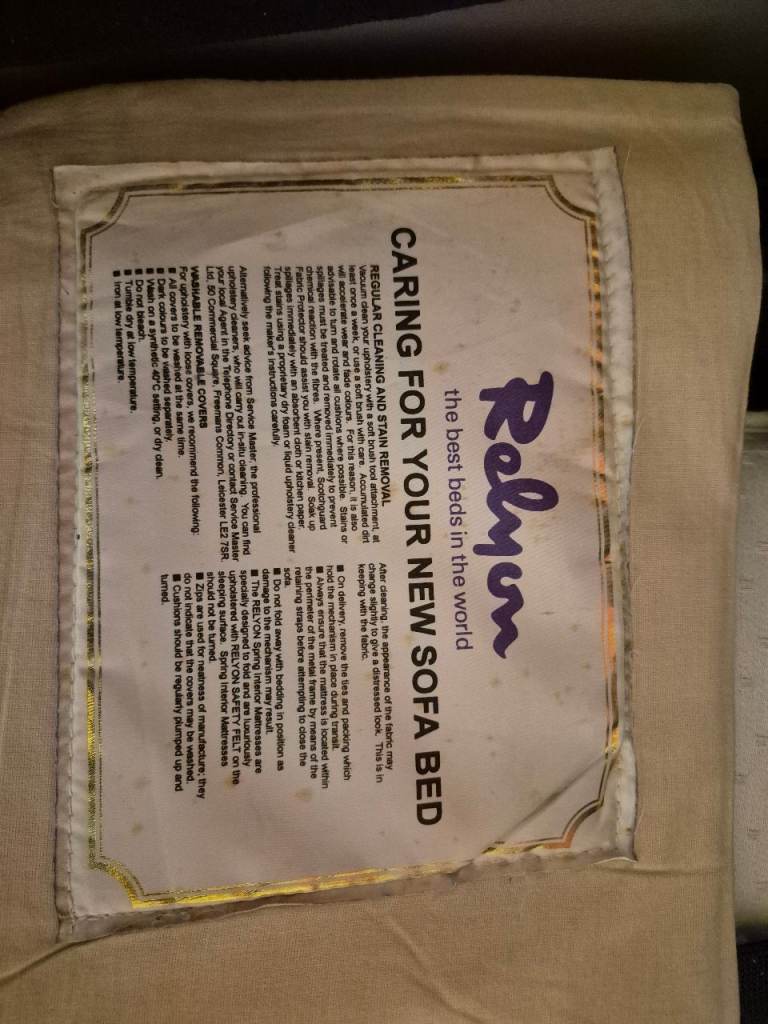 Relyon
the best beds in the world
CARING FOR YOUR NEW SOFA BED
REGULAR CLEANING AND STAIN REMOVAL
Vacuum clean your upholstery with a soft brush tool attachment, at
least once a week, or use a soft brush with care. Accumulated dirt
will accelerate wear and fade colours. For this reason, it is also
advisable to turn and rotate all cushions where possible. Stains or
spillages must be treated and removed immediately to prevent
chemical reaction with the fibres. Where present, Scotchguard
Fabric Protector should assist you with stain removal. Soak up
spillages immediately with an absorbent cloth or kitchen paper.
Treat stains using a proprietary dry foam or liquid upholstery cleaner
following the maker's instructions carefully.
Alternatively seek advice from Service Master, the professional
upholstery cleaners, who will carry out in-situ cleaning. You can find
your local Agent in the Telephone Directory or contact Service Master
Ltd, 50 Commercial Square, Freemans Common, Leicester LE2 7SR.
WASHABLE REMOVABLE COVERS
For upholstery with loose covers, we recommend the following:
■ All covers to be washed at the same time.
■ Dark colours to be washed separately.
■ Wash on a synthetic 40°C setting, or dry clean.
■ Do not bleach.
■ Tumble dry at low temperature.
■ Iron at low temperature.
After cleaning, the appearance of the fabric may
change slightly to give a distressed look. This is in
keeping with the fabric.
■ On delivery, remove the ties and packing which
hold the mechanism in place during transit.
■ Always ensure that the mattress is located within
the perimeter of the metal frame by means of the
retaining straps before attempting to close the
sofa.
■ Do not fold away with bedding in position as
damage to the mechanism may result.
■ The RELYON Spring Interior Mattresses are
specially designed to fold and are luxuriously
upholstered with RELYON SAFETY FELT on the
sleeping surface. Spring Interior Mattresses
should not be turned.
■ Zips are used for neatness of manufacture; they
do not indicate that the covers may be washed.
■ Cushions should be regularly plumped up and
turned.